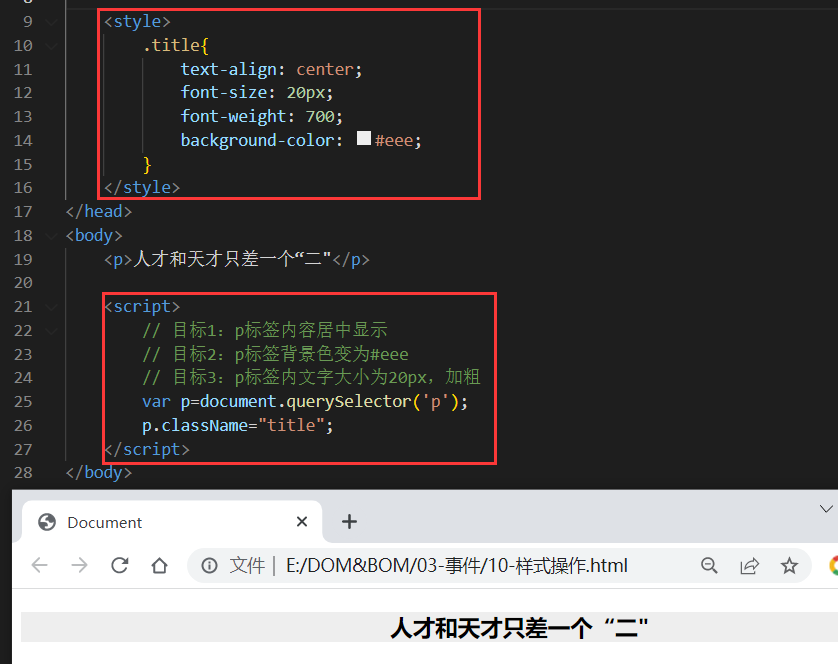 9 <style>
10 .title{
11 text-align: center;
12 font-size: 20px;
13 font-weight: 700;
14 background-color: #eee;
15 }
16 </style>
17 </head>
18 <body>
19 <p>人才和天才只差一个“二"</p>
20
21 <script>
22 // 目标1：p标签内容居中显示
23 // 目标2：p标签背景色变为#eee
24 // 目标3：p标签内文字大小为20px，加粗
25 var p=document.querySelector('p');
26 p.className="title";
27 </script>
28 </body>
Document
文件 | E:/DOM&BOM/03-事件/10-样式操作.html
人才和天才只差一个“二"